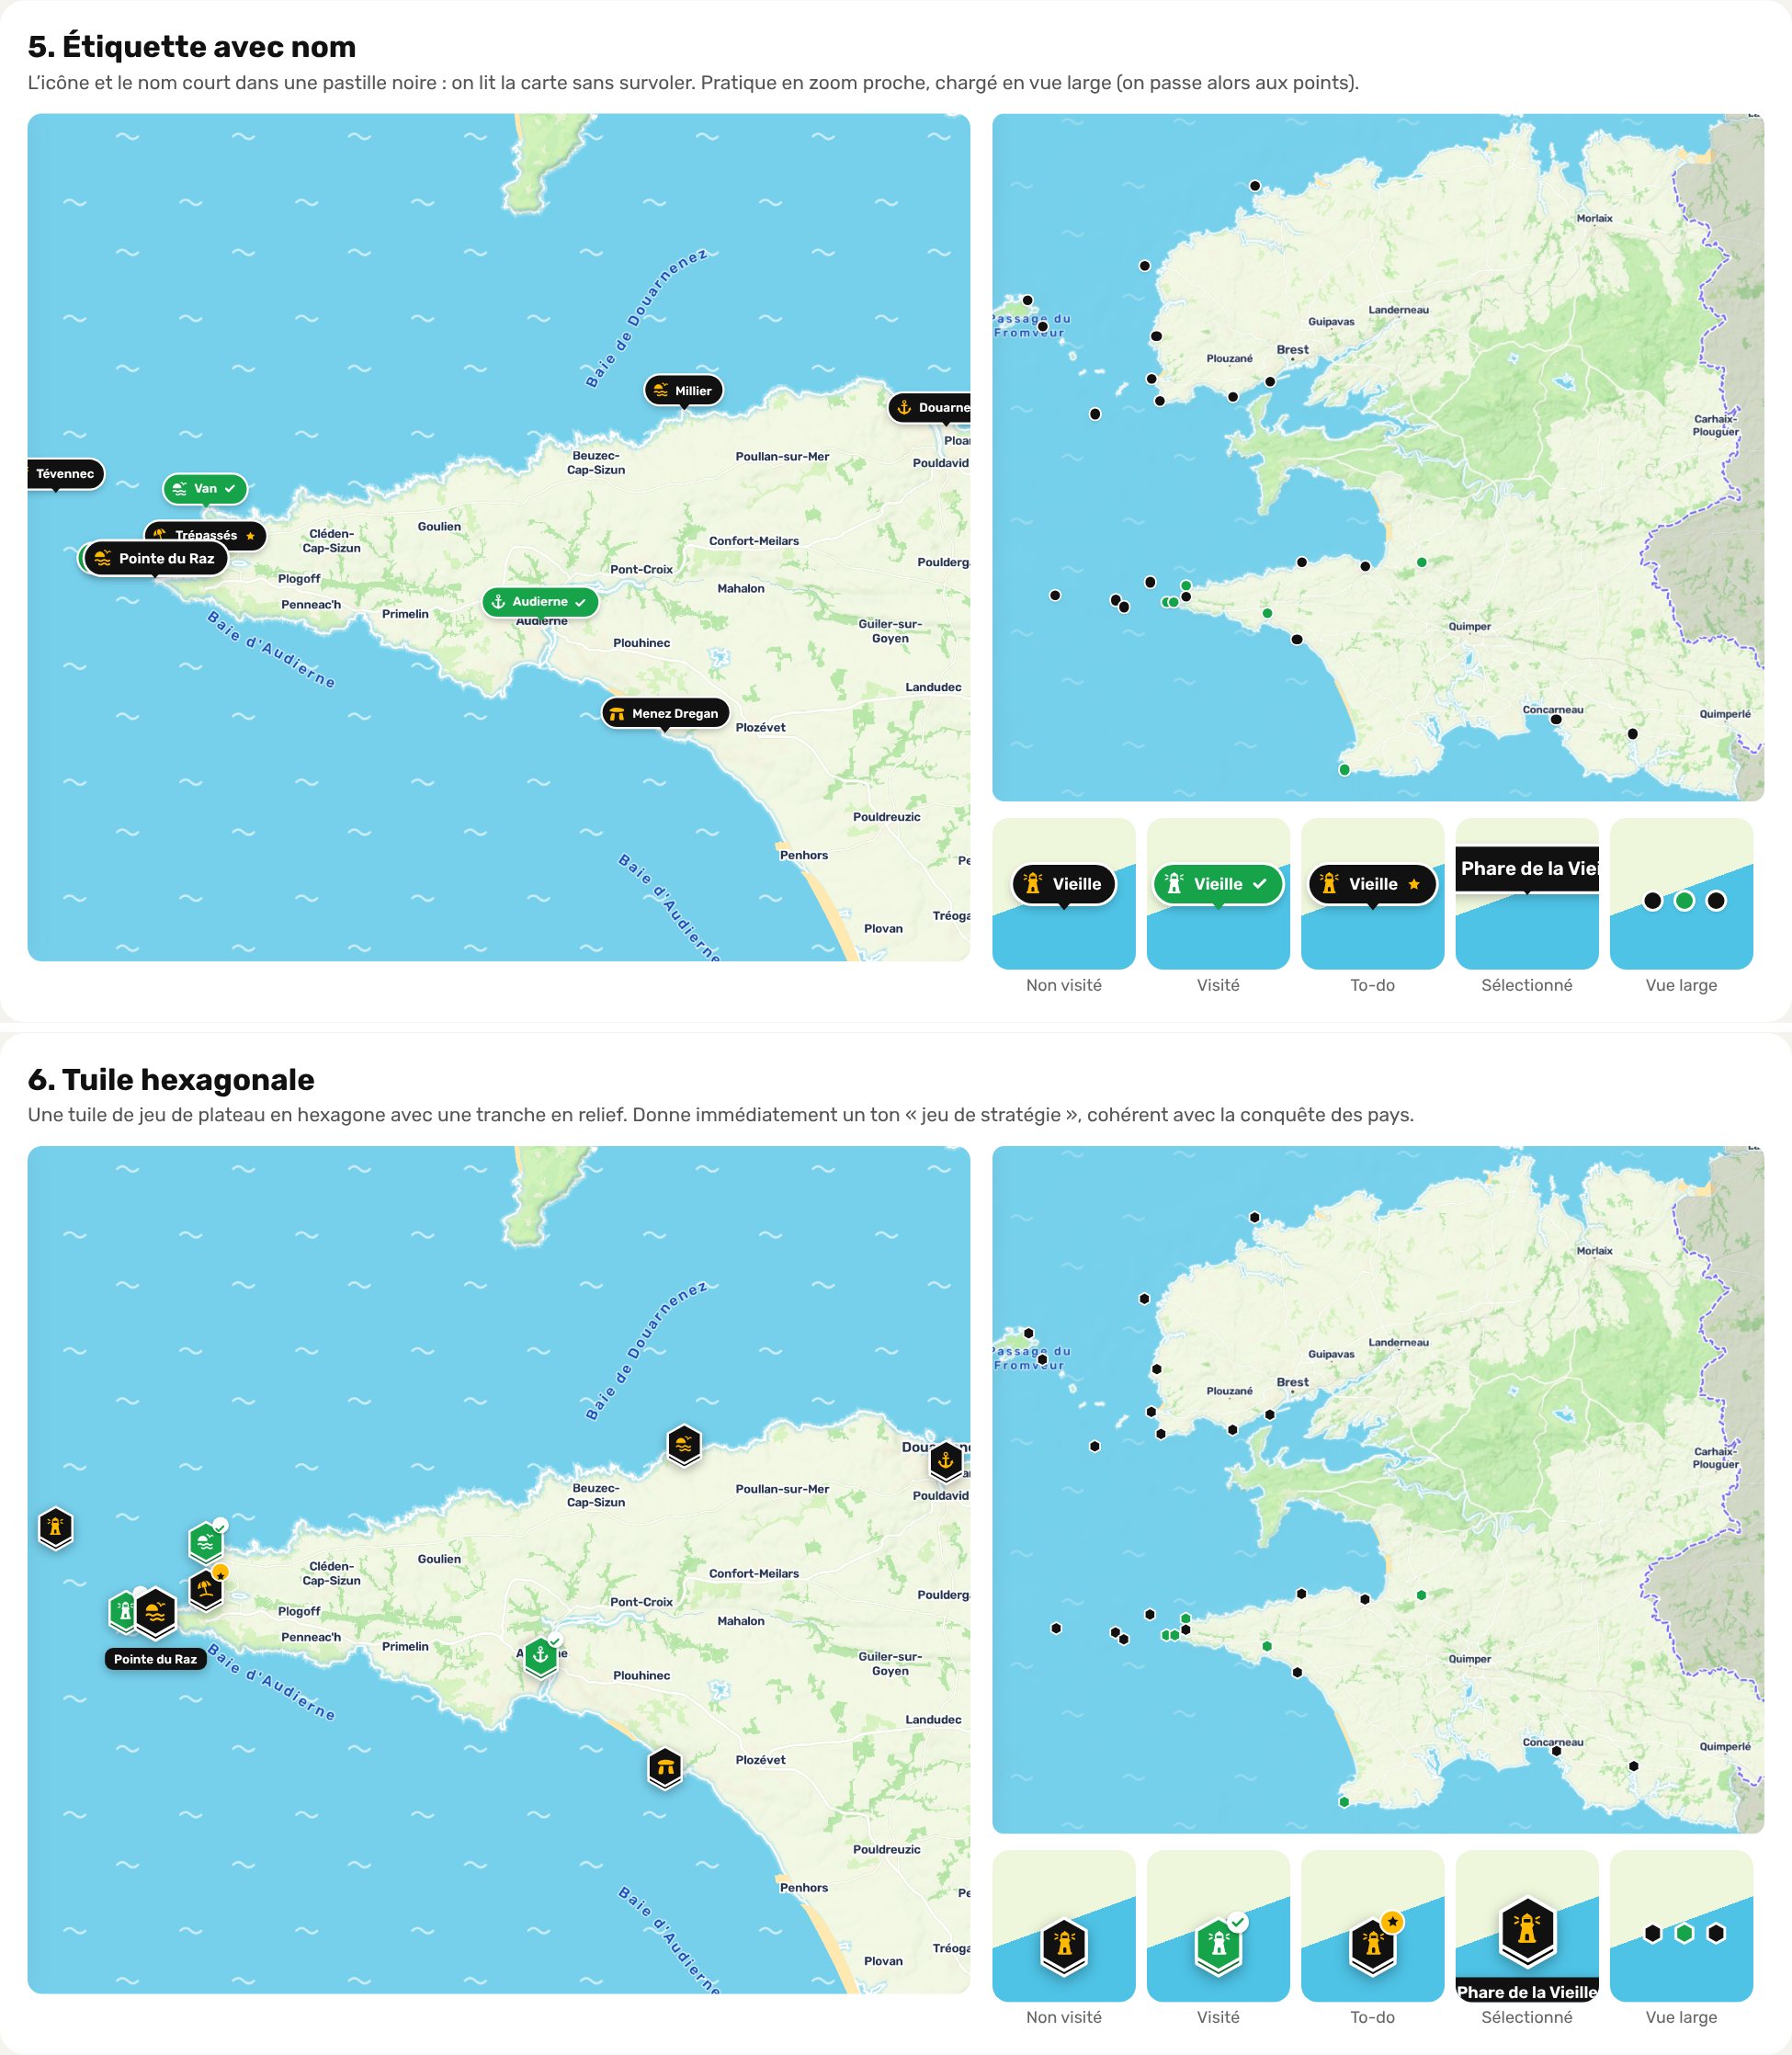 5. Étiquette avec nom
L'icône et le nom court dans une pastille noire : on lit la carte sans survoler. Pratique en zoom proche, chargé en vue large (on passe alors aux points).
Baie de Douarnenez
Millier
Douarne
Ploar
Pouldavid
Beuzec-
Cap-Sizun
Poullan-sur-Mer
Tévennec
Van
Trépassés
Pointe du Raz
Cléden-
Cap-Sizun
Goulien
Confort-Meilars
Plogoff
Pont-Croix
Pouldergo
Mahalon
Penneac'h
Primelin
Audierne
Audierne
Baie d'Audierne
Plouhinec
Guiler-sur-
Goyen
Landudec
Menez Dregan
Plozévet
Pouldreuzic
Penhors
Baie d'Audierne
Plovan
Tréoga
Morlaix
Passage du
Fromveur
Landerneau
Guipavas
Brest
Plouzané
Carhaix-
Plouguer
Quimper
Concarneau
Quimperlé
Vieille
Vieille
Vieille
Phare de la Viei
Non visité
Visité
To-do
Sélectionné
Vue large
6. Tuile hexagonale
Une tuile de jeu de plateau en hexagone avec une tranche en relief. Donne immédiatement un ton « jeu de stratégie », cohérent avec la conquête des pays.
Baie de Douarnenez
Pouldavid
Beuzec-
Cap-Sizun
Poullan-sur-Mer
Cléden-
Cap-Sizun
Goulien
Confort-Meilars
Plogoff
Pont-Croix
Pouldergo
Mahalon
Penneac'h
Primelin
Pointe du Raz
Baie d'Audierne
Plouhinec
Guiler-sur-
Goyen
Landudec
Plozévet
Pouldreuzic
Penhors
Baie d'Audierne
Plovan
Tréoga
Morlaix
Passage du
Fromveur
Landerneau
Guipavas
Brest
Plouzané
Carhaix-
Plouguer
Quimper
Concarneau
Quimperlé
Phare de la Vieille
Non visité
Visité
To-do
Sélectionné
Vue large